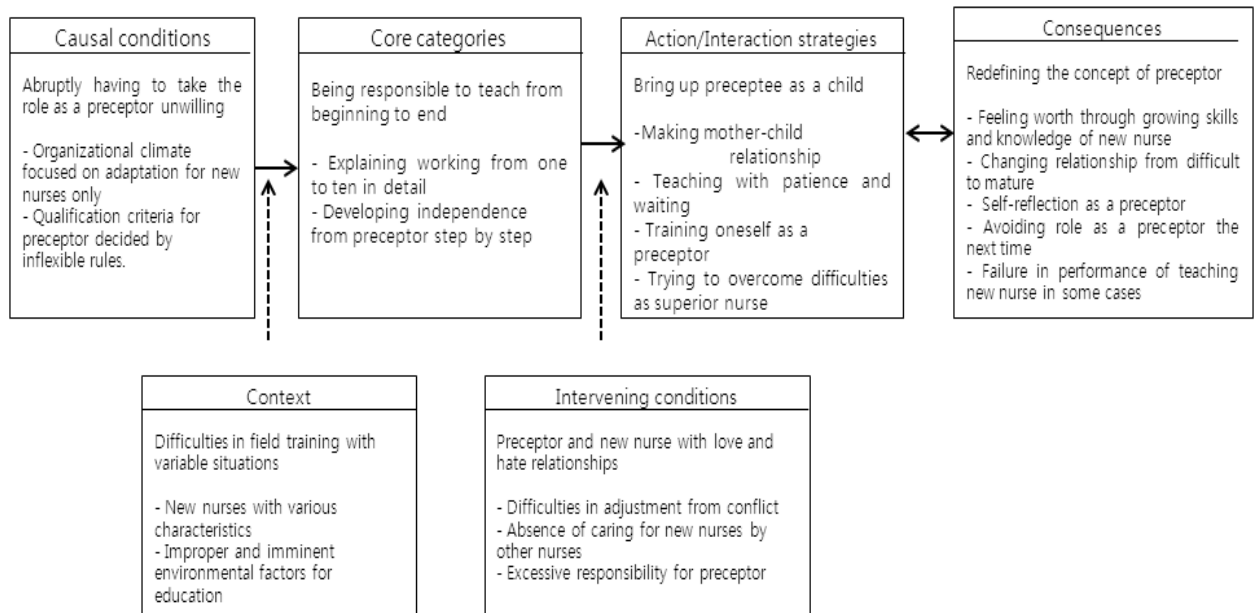 Causal conditions
Abruptly having to take the
role as a preceptor unwilling
- Organizational climate
focused on adaptation for new
nurses only
- Qualification criteria for
preceptor decided by
inflexible rules.
Core categories
Being responsible to teach from
beginning to end
- Explaining working from one
to ten in detail
- Developing independence
from preceptor step by step
Action/Interaction strategies
Bring up preceptee as a child
-Making mother-child
relationship
- Teaching with patience and
waiting
- Training oneself as a
preceptor
- Trying to overcome difficulties
as superior nurse
Consequences
Redefining the concept of preceptor
- Feeling worth through growing skills
and knowledge of new nurse
- Changing relationship from difficult
to mature
- Self-reflection as a preceptor
- Avoiding role as a preceptor the
next time
- Failure in performance of teaching
new nurse in some cases
Context
Difficulties in field training with
variable situations
- New nurses with various
characteristics
- Improper and imminent
environmental factors for
education
Intervening conditions
Preceptor and new nurse with love and
hate relationships
- Difficulties in adjustment from conflict
- Absence of caring for new nurses by
other nurses
- Excessive responsibility for preceptor